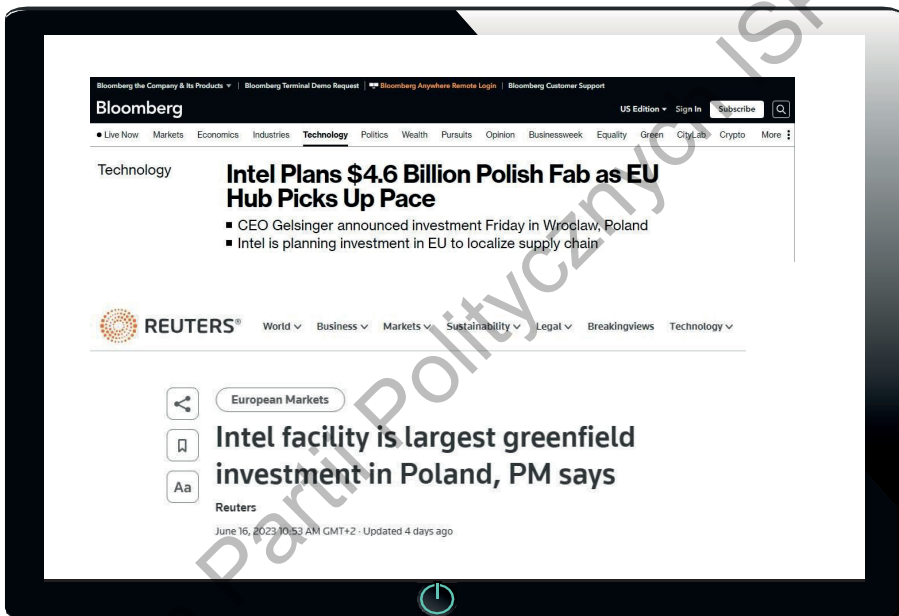 Bloomberg the Company & Its Products ▾ | Bloomberg Terminal Demo Request | Bloomberg Anywhere Remote Login | Bloomberg Customer Support
Bloomberg
US Edition ▾ Sign In Subscribe
• Live Now Markets Economics Industries Technology Politics Wealth Pursuits Opinion Businessweek Equality Green CityLab Crypto More
Technology
Intel Plans $4.6 Billion Polish Fab as EU
Hub Picks Up Pace
■ CEO Gelsinger announced investment Friday in Wroclaw, Poland
■ Intel is planning investment in EU to localize supply chain
REUTERS®
World Business Markets Sustainability Legal Breakingviews Technology
European Markets
Aa
Intel facility is largest greenfield
investment in Poland, PM says
Reuters
June 16, 2023 10:53 AM GMT+2 · Updated 4 days ago
Partii Politycznych